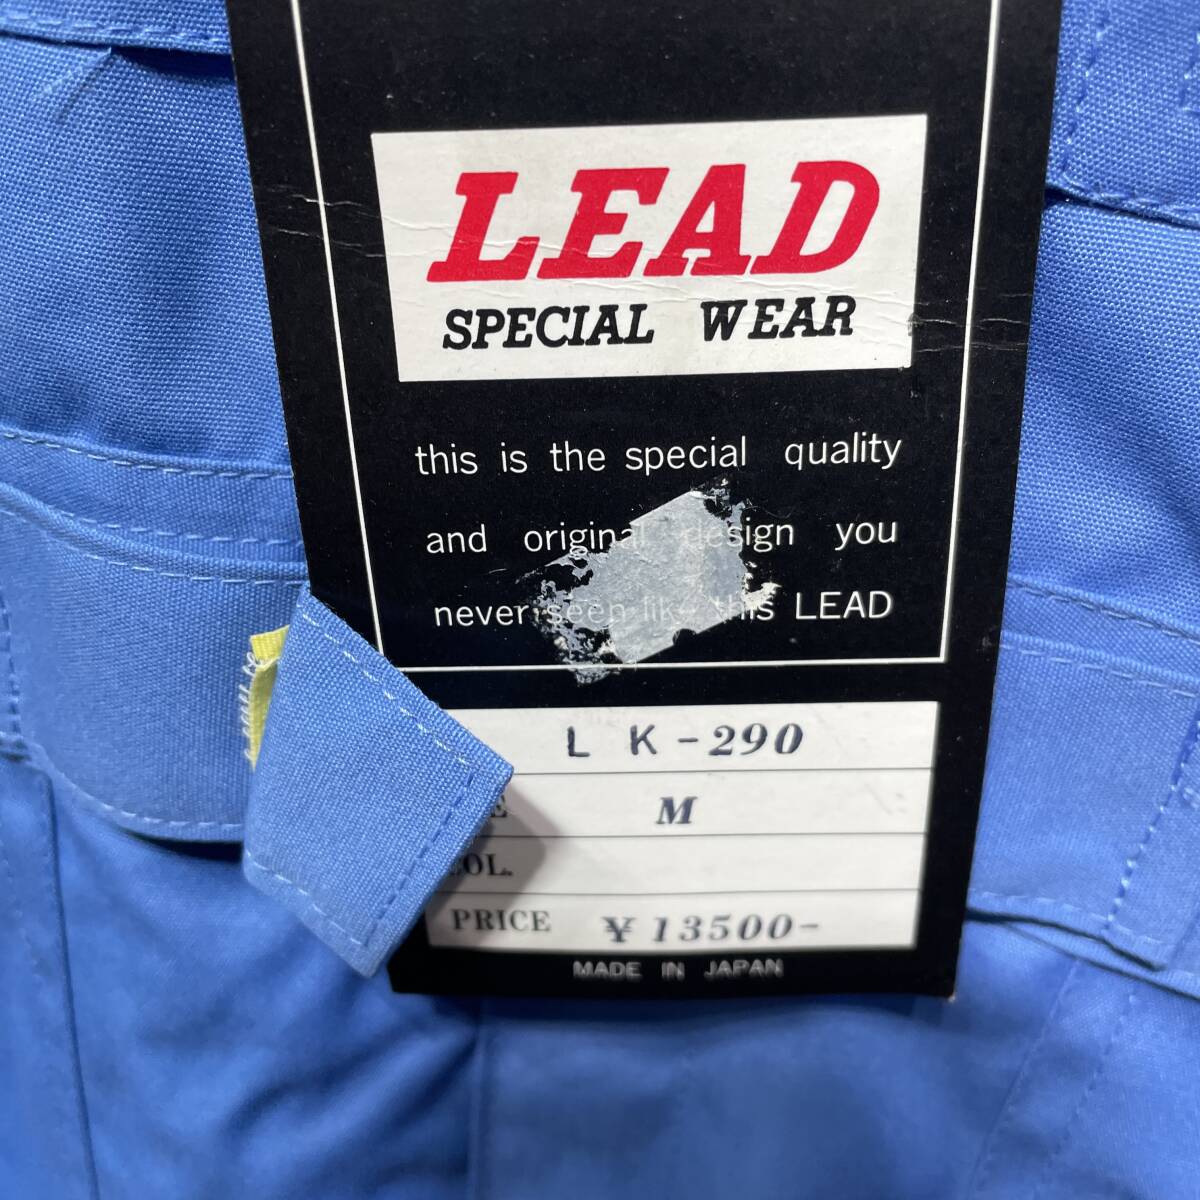 LEAD
SPECIAL WEAR
this is the special quality
and original design you
never seen like this LEAD
L K-290
M
COL.
PRICE ¥13500-
MADE IN JAPAN